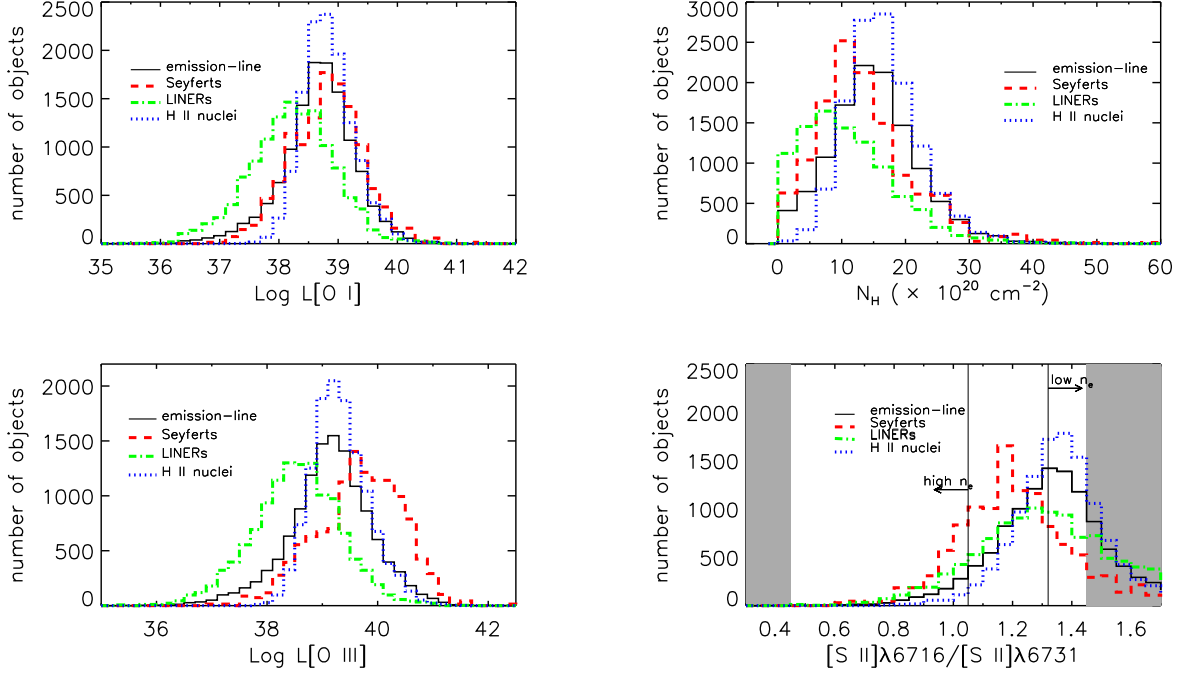 number of objects
2500
2000
1500
1000
500
0
emission-line
Seyferts
LINERs
H II nuclei
35 36 37 38 39 40 41 42
Log L[O I]
number of objects
3000
2500
2000
1500
1000
500
0
emission-line
Seyferts
LINERs
H II nuclei
0 10 20 30 40 50 60
N_H (× 10^20 cm^-2)
number of objects
2000
1500
1000
500
0
emission-line
Seyferts
LINERs
H II nuclei
36 38 40 42
Log L[O III]
number of objects
2500
2000
1500
1000
500
0
low n_e
emission-line
Seyferts
LINERs
H II nuclei
high n_e
0.4 0.6 0.8 1.0 1.2 1.4 1.6
[S II]λ6716/[S II]λ6731